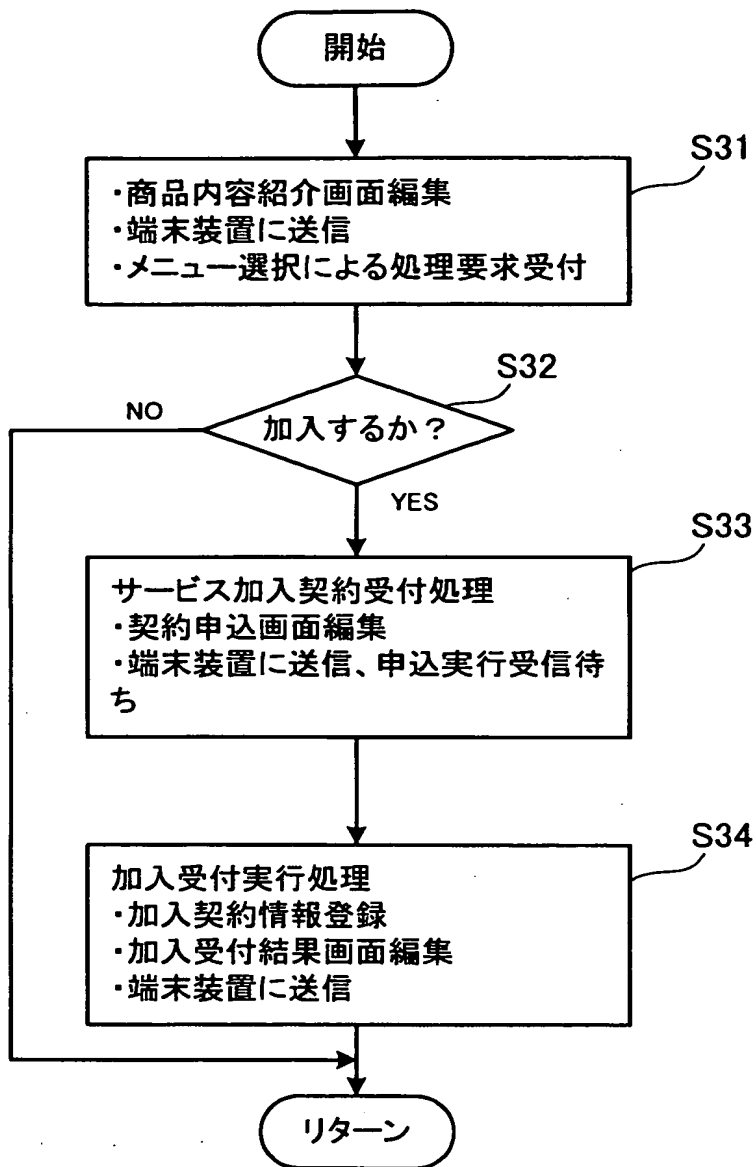 開始
S31
・商品内容紹介画面編集
・端末装置に送信
・メニュー選択による処理要求受付
S32
NO
加入するか？
YES
S33
サービス加入契約受付処理
・契約申込画面編集
・端末装置に送信、申込実行受信待
ち
S34
加入受付実行処理
・加入契約情報登録
・加入受付結果画面編集
・端末装置に送信
リターン